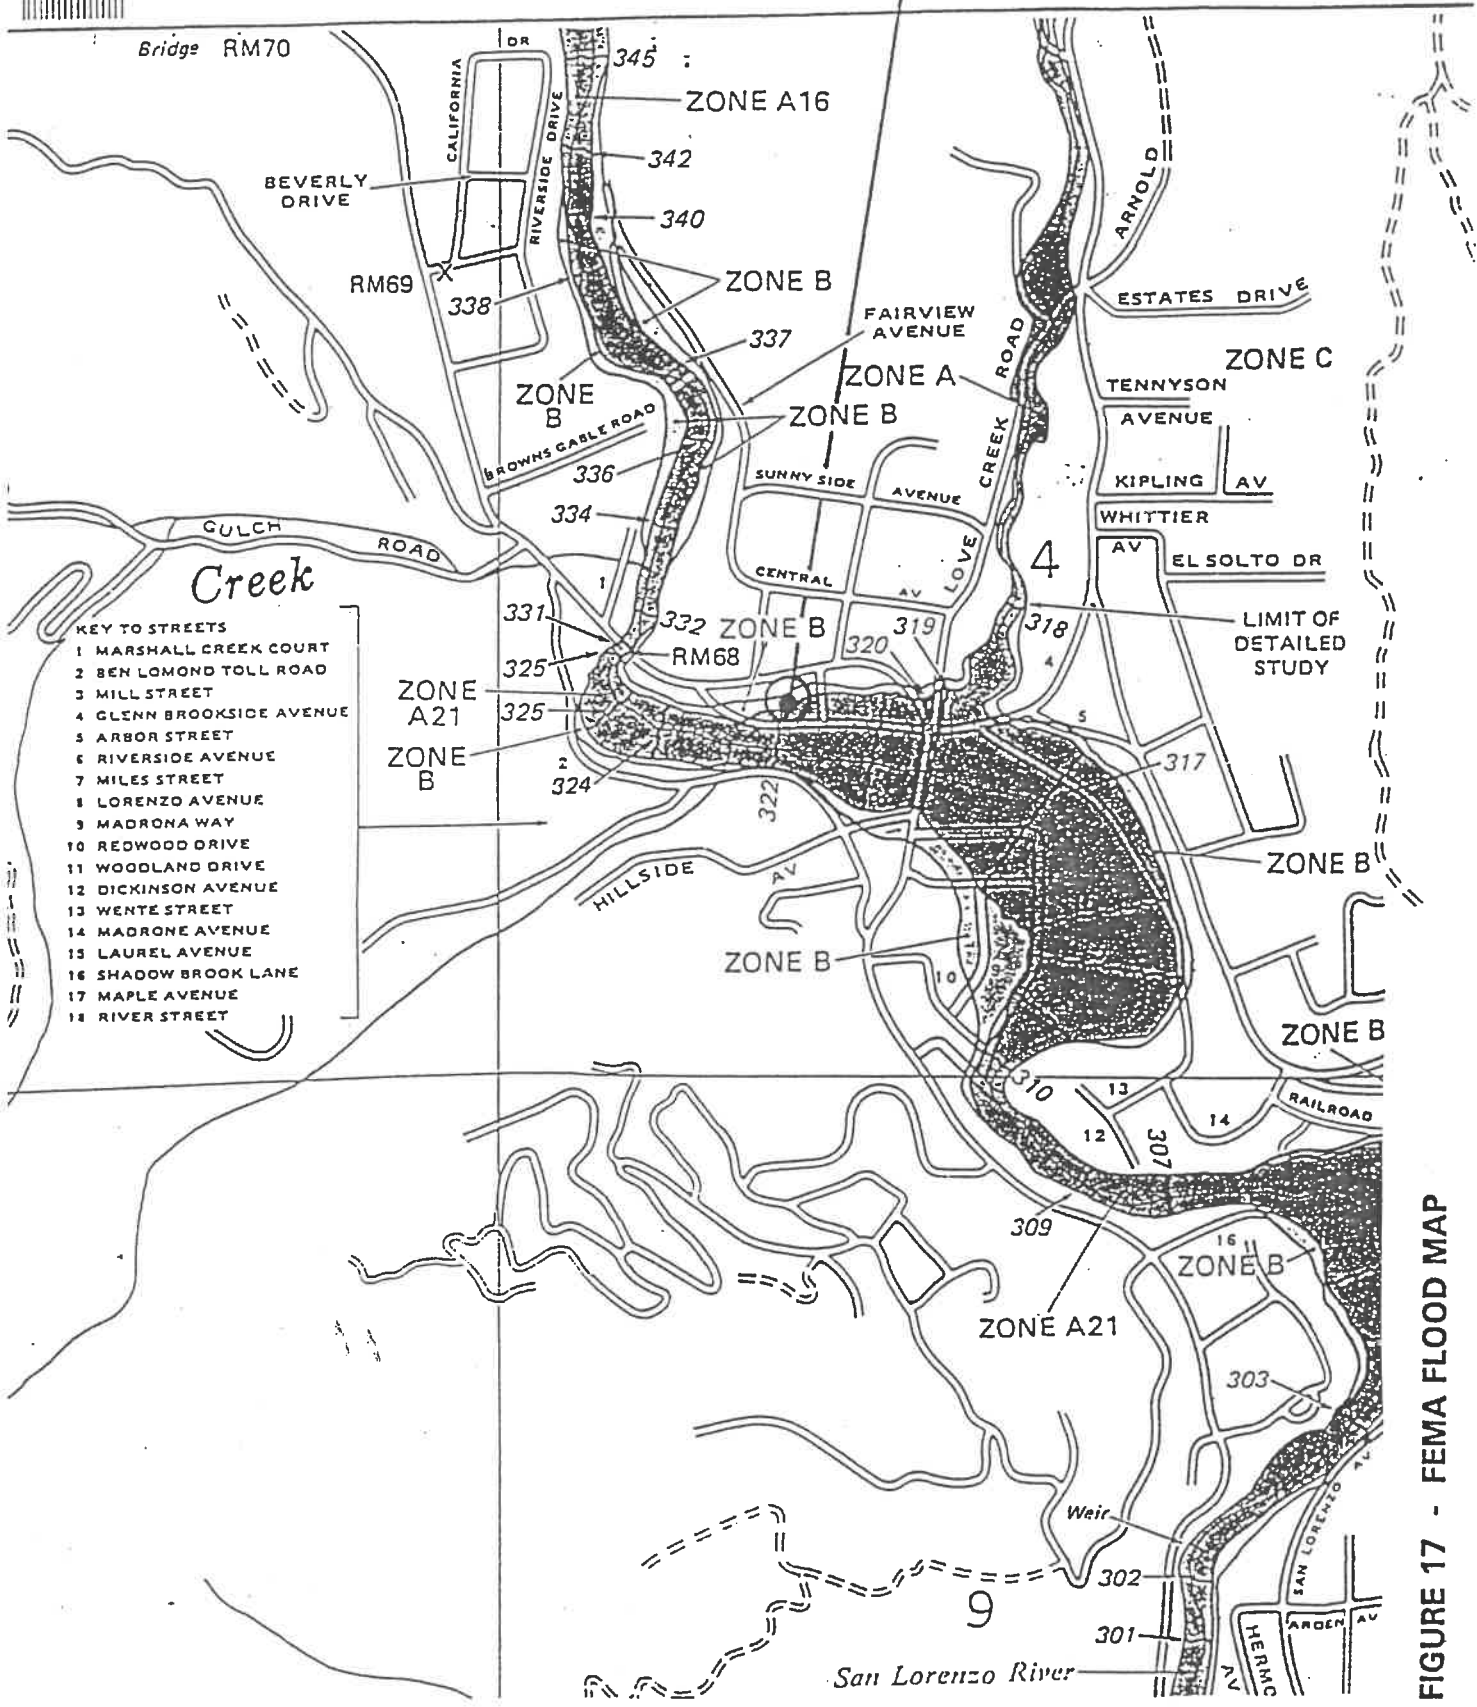 Bridge RM70
DR
345
ZONE A16
CALIFORNIA
RIVERSIDE DRIVE
342
BEVERLY
DRIVE
340
ARNOLD
RM69
338
ZONE B
ESTATES DRIVE
FAIRVIEW
AVENUE
337
ZONE C
ZONE A
LOVE CREEK ROAD
ZONE
B
TENNYSON
AVENUE
ZONE B
BROWNS GABLE ROAD
336
SUNNYSIDE AVENUE
KIPLING AV
334
WHITTIER
AV
GULCH ROAD
4
EL SOLTO DR
Creek
CENTRAL AV
1
331
332
ZONE B
319
318
LIMIT OF
DETAILED
STUDY
320
325
RM68
4
KEY TO STREETS
1 MARSHALL CREEK COURT
2 BEN LOMOND TOLL ROAD
3 MILL STREET
4 GLENN BROOKSIDE AVENUE
5 ARBOR STREET
6 RIVERSIDE AVENUE
7 MILES STREET
8 LORENZO AVENUE
9 MADRONA WAY
10 REDWOOD DRIVE
11 WOODLAND DRIVE
12 DICKINSON AVENUE
13 WENTE STREET
14 MADRONE AVENUE
15 LAUREL AVENUE
16 SHADOW BROOK LANE
17 MAPLE AVENUE
18 RIVER STREET
ZONE
A21
325
5
ZONE
B
2
324
322
317
HILLSIDE AV
ZONE B
ZONE B
10
ZONE B
310
13
RAILROAD
12
14
307
309
16
ZONE B
ZONE A21
303
Weir
302
SAN LORENZO AV
9
301
HERMO
AV
ARDEN AV
San Lorenzo River
FIGURE 17 - FEMA FLOOD MAP